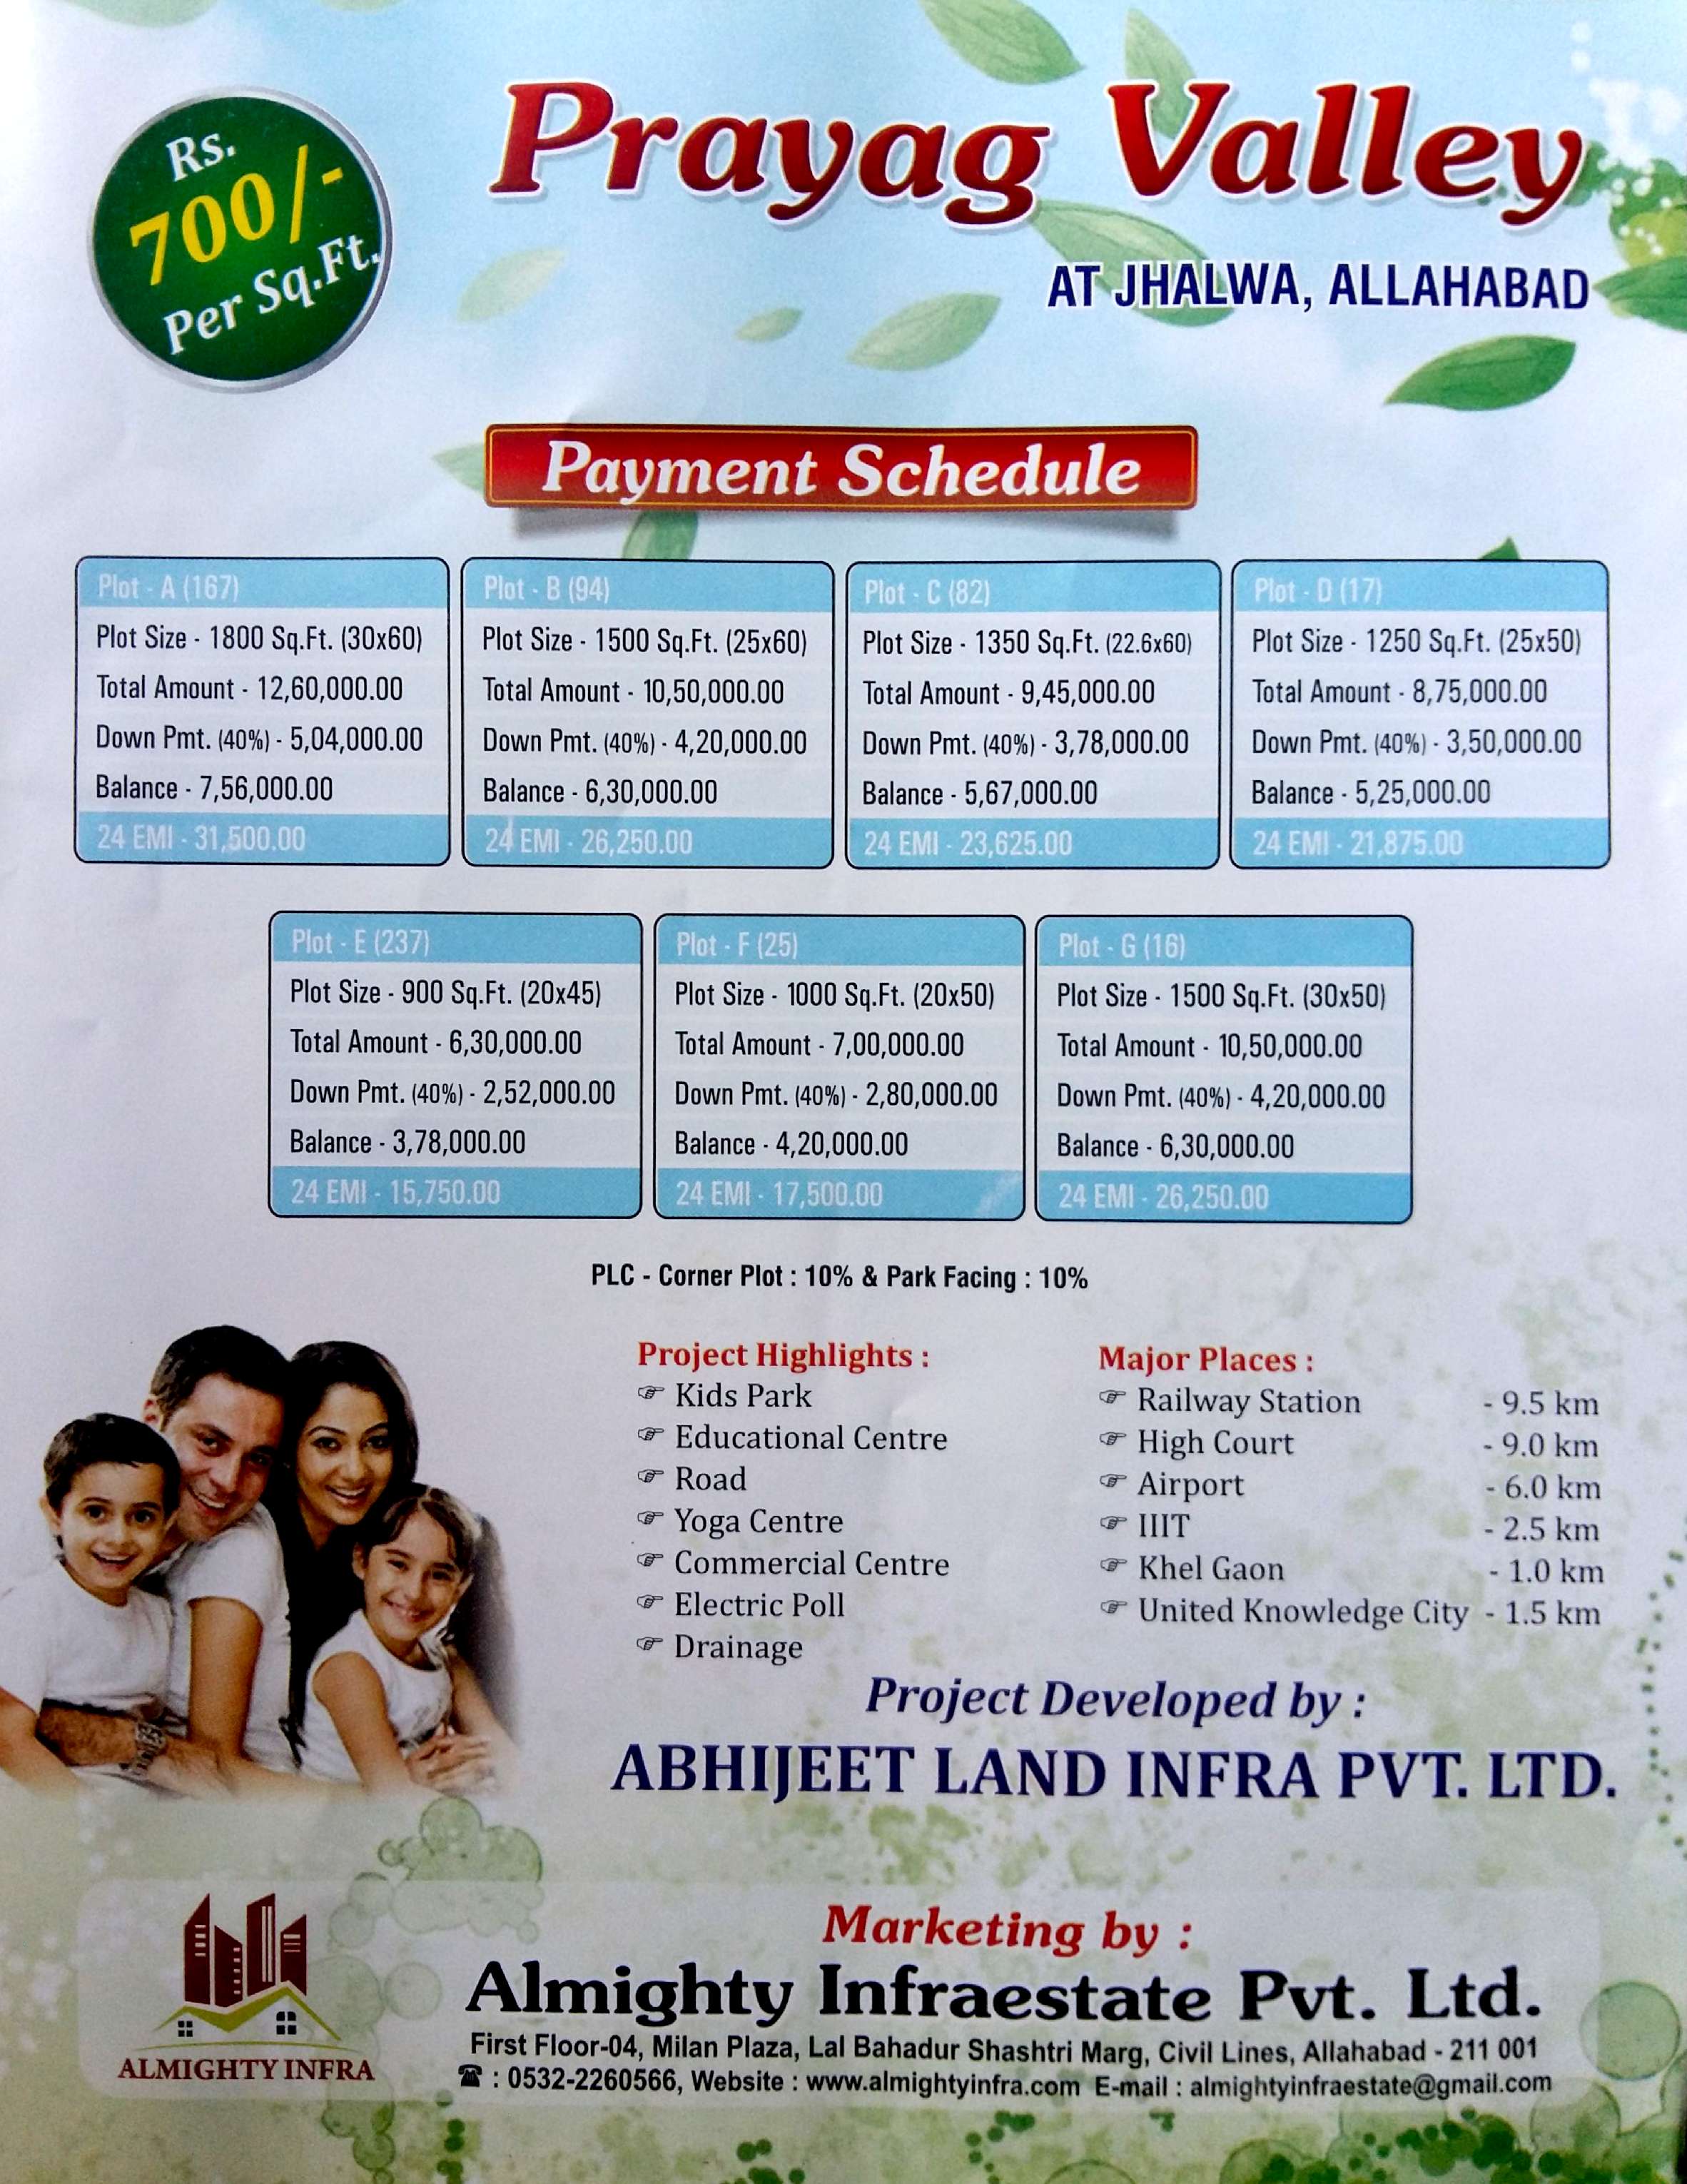 Rs.
700/-
Per Sq.Ft.
Prayag Valley
AT JHALWA, ALLAHABAD
Payment Schedule
Plot - A (167)
Plot Size - 1800 Sq.Ft. (30x60)
Total Amount - 12,60,000.00
Down Pmt. (40%) - 5,04,000.00
Balance - 7,56,000.00
24 EMI - 31,500.00
Plot - B (94)
Plot Size - 1500 Sq.Ft. (25x60)
Total Amount - 10,50,000.00
Down Pmt. (40%) - 4,20,000.00
Balance - 6,30,000.00
24 EMI - 26,250.00
Plot - C (82)
Plot Size - 1350 Sq.Ft. (22.6x60)
Total Amount - 9,45,000.00
Down Pmt. (40%) - 3,78,000.00
Balance - 5,67,000.00
24 EMI - 23,625.00
Plot - D (17)
Plot Size - 1250 Sq.Ft. (25x50)
Total Amount - 8,75,000.00
Down Pmt. (40%) - 3,50,000.00
Balance - 5,25,000.00
24 EMI - 21,875.00
Plot - E (237)
Plot Size - 900 Sq.Ft. (20x45)
Total Amount - 6,30,000.00
Down Pmt. (40%) - 2,52,000.00
Balance - 3,78,000.00
24 EMI - 15,750.00
Plot - F (25)
Plot Size - 1000 Sq.Ft. (20x50)
Total Amount - 7,00,000.00
Down Pmt. (40%) - 2,80,000.00
Balance - 4,20,000.00
24 EMI - 17,500.00
Plot - G (16)
Plot Size - 1500 Sq.Ft. (30x50)
Total Amount - 10,50,000.00
Down Pmt. (40%) - 4,20,000.00
Balance - 6,30,000.00
24 EMI - 26,250.00
PLC - Corner Plot : 10% & Park Facing : 10%
Project Highlights :
☞ Kids Park
☞ Educational Centre
☞ Road
☞ Yoga Centre
☞ Commercial Centre
☞ Electric Poll
☞ Drainage
Major Places :
☞ Railway Station - 9.5 km
☞ High Court - 9.0 km
☞ Airport - 6.0 km
☞ IIIT - 2.5 km
☞ Khel Gaon - 1.0 km
☞ United Knowledge City - 1.5 km
Project Developed by :
ABHIJEET LAND INFRA PVT. LTD.
ALMIGHTY INFRA
Marketing by :
Almighty Infraestate Pvt. Ltd.
First Floor-04, Milan Plaza, Lal Bahadur Shashtri Marg, Civil Lines, Allahabad - 211 001
☎ : 0532-2260566, Website : www.almightyinfra.com E-mail : almightyinfraestate@gmail.com